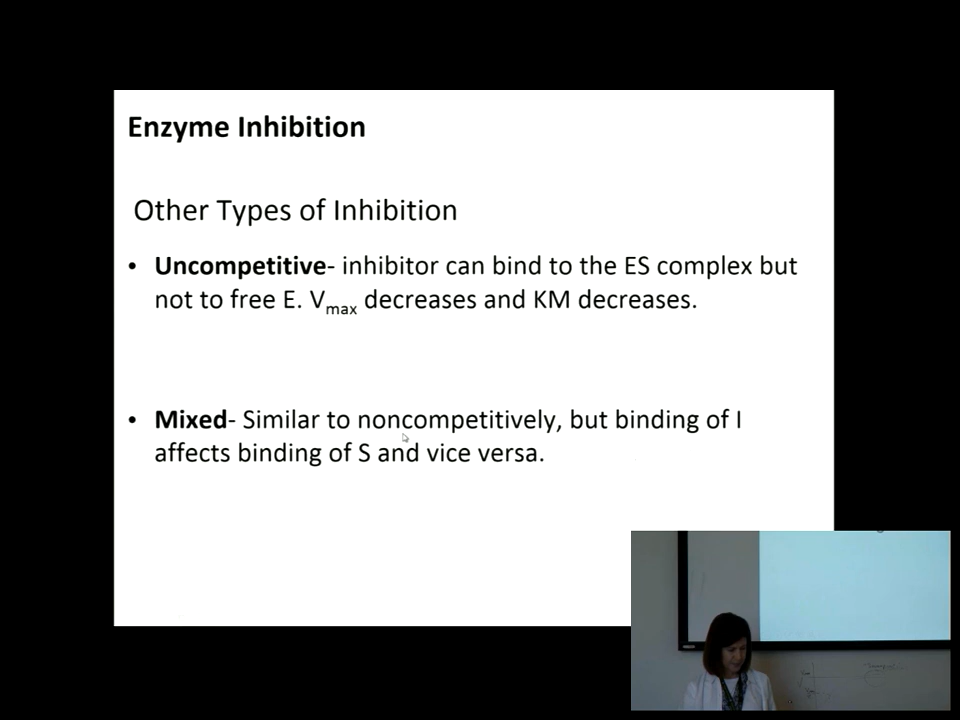 Enzyme Inhibition
Other Types of Inhibition
• Uncompetitive- inhibitor can bind to the ES complex but
not to free E. Vmax decreases and KM decreases.
• Mixed- Similar to noncompetitively, but binding of I
affects binding of S and vice versa.